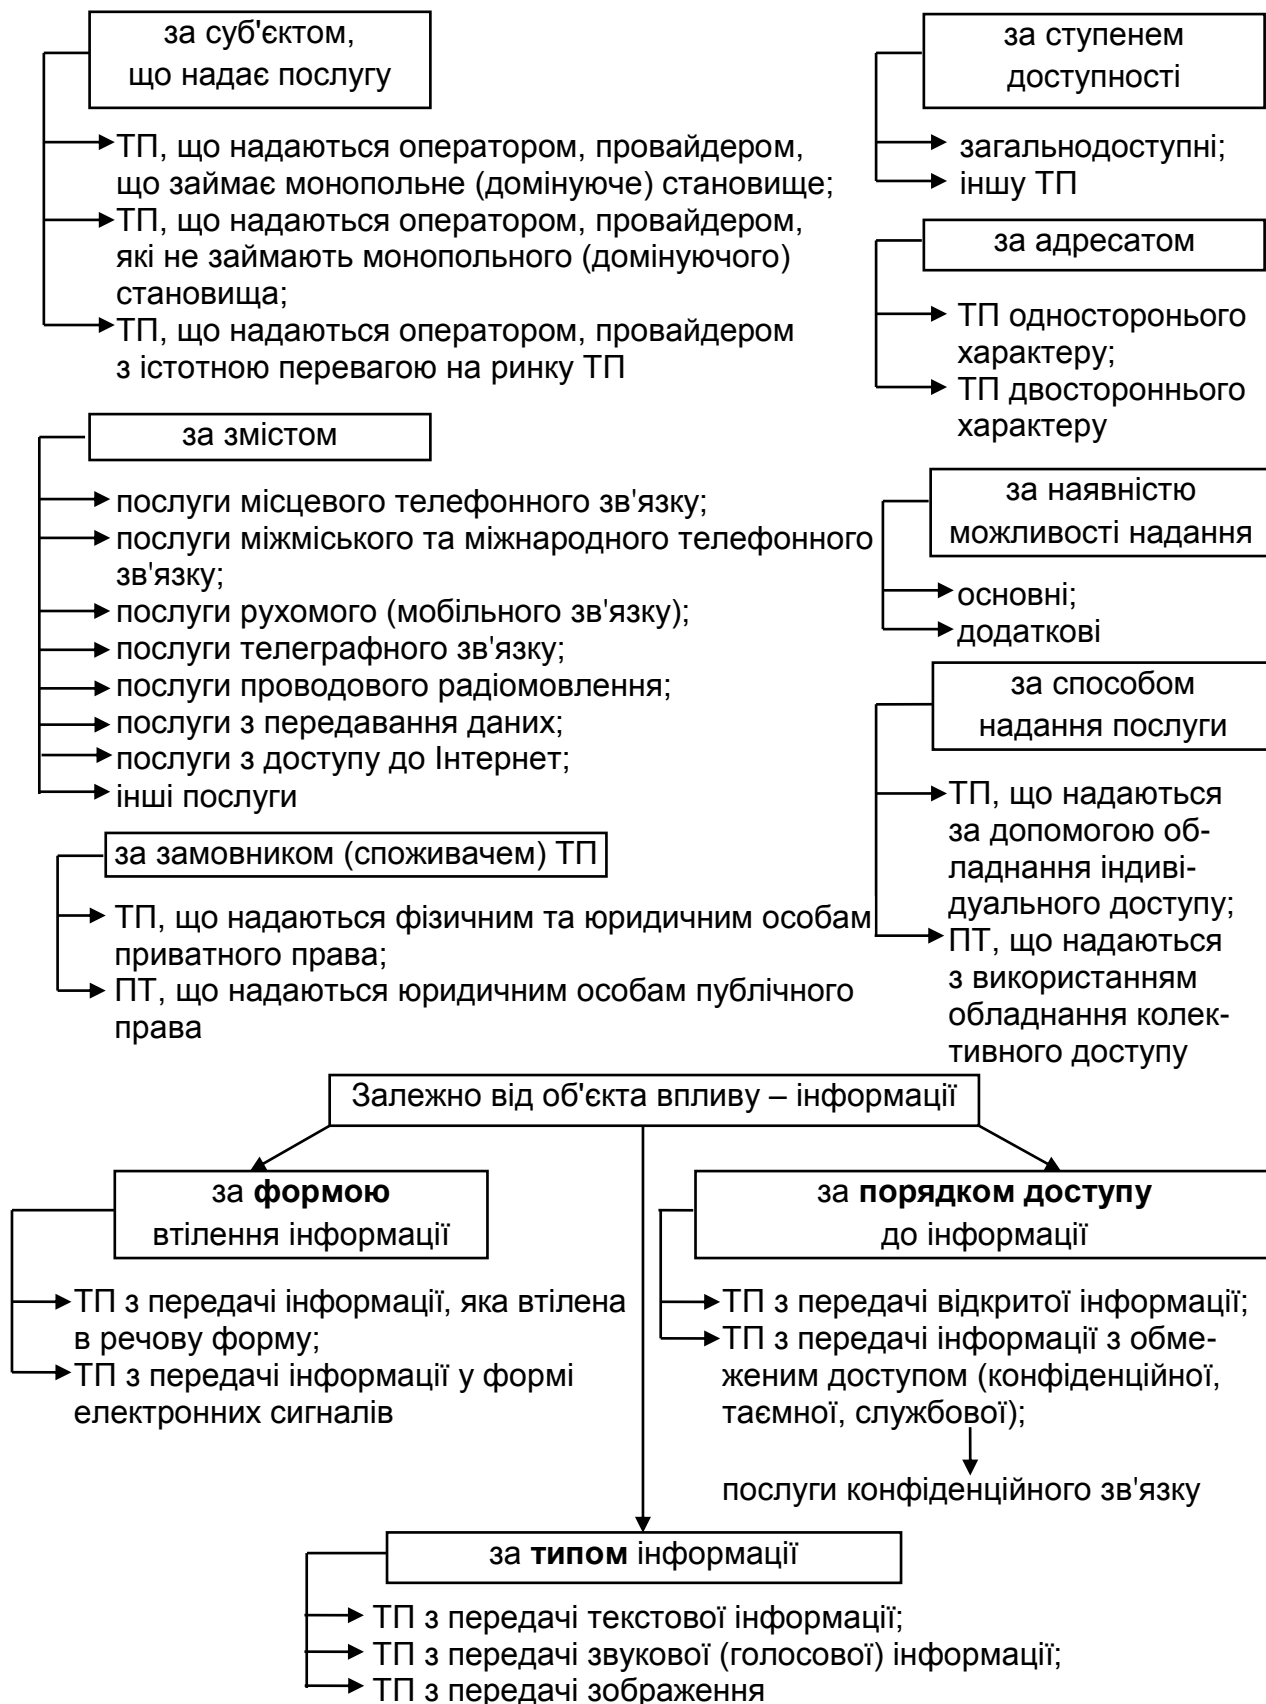 за суб'єктом,
що надає послугу
ТП, що надаються оператором, провайдером,
що займає монопольне (домінуюче) становище;
ТП, що надаються оператором, провайдером,
які не займають монопольного (домінуючого)
становища;
ТП, що надаються оператором, провайдером
з істотною перевагою на ринку ТП
за ступенем
доступності
загальнодоступні;
іншу ТП
за адресатом
ТП односторонього
характеру;
ТП двостороннього
характеру
за змістом
послуги місцевого телефонного зв'язку;
послуги міжміського та міжнародного телефонного
зв'язку;
послуги рухомого (мобільного зв'язку);
послуги телеграфного зв'язку;
послуги проводового радіомовлення;
послуги з передавання даних;
послуги з доступу до Інтернет;
інші послуги
за наявністю
можливості надання
основні;
додаткові
за способом
надання послуги
ТП, що надаються
за допомогою об-
ладнання індиві-
дуального доступу;
ПТ, що надаються
з використанням
обладнання колек-
тивного доступу
за замовником (споживачем) ТП
ТП, що надаються фізичним та юридичним особам
приватного права;
ПТ, що надаються юридичним особам публічного
права
Залежно від об'єкта впливу – інформації
за формою
втілення інформації
ТП з передачі інформації, яка втілена
в речову форму;
ТП з передачі інформації у формі
електронних сигналів
за порядком доступу
до інформації
ТП з передачі відкритої інформації;
ТП з передачі інформації з обме-
женим доступом (конфіденційної,
таємної, службової);
послуги конфіденційного зв'язку
за типом інформації
ТП з передачі текстової інформації;
ТП з передачі звукової (голосової) інформації;
ТП з передачі зображення